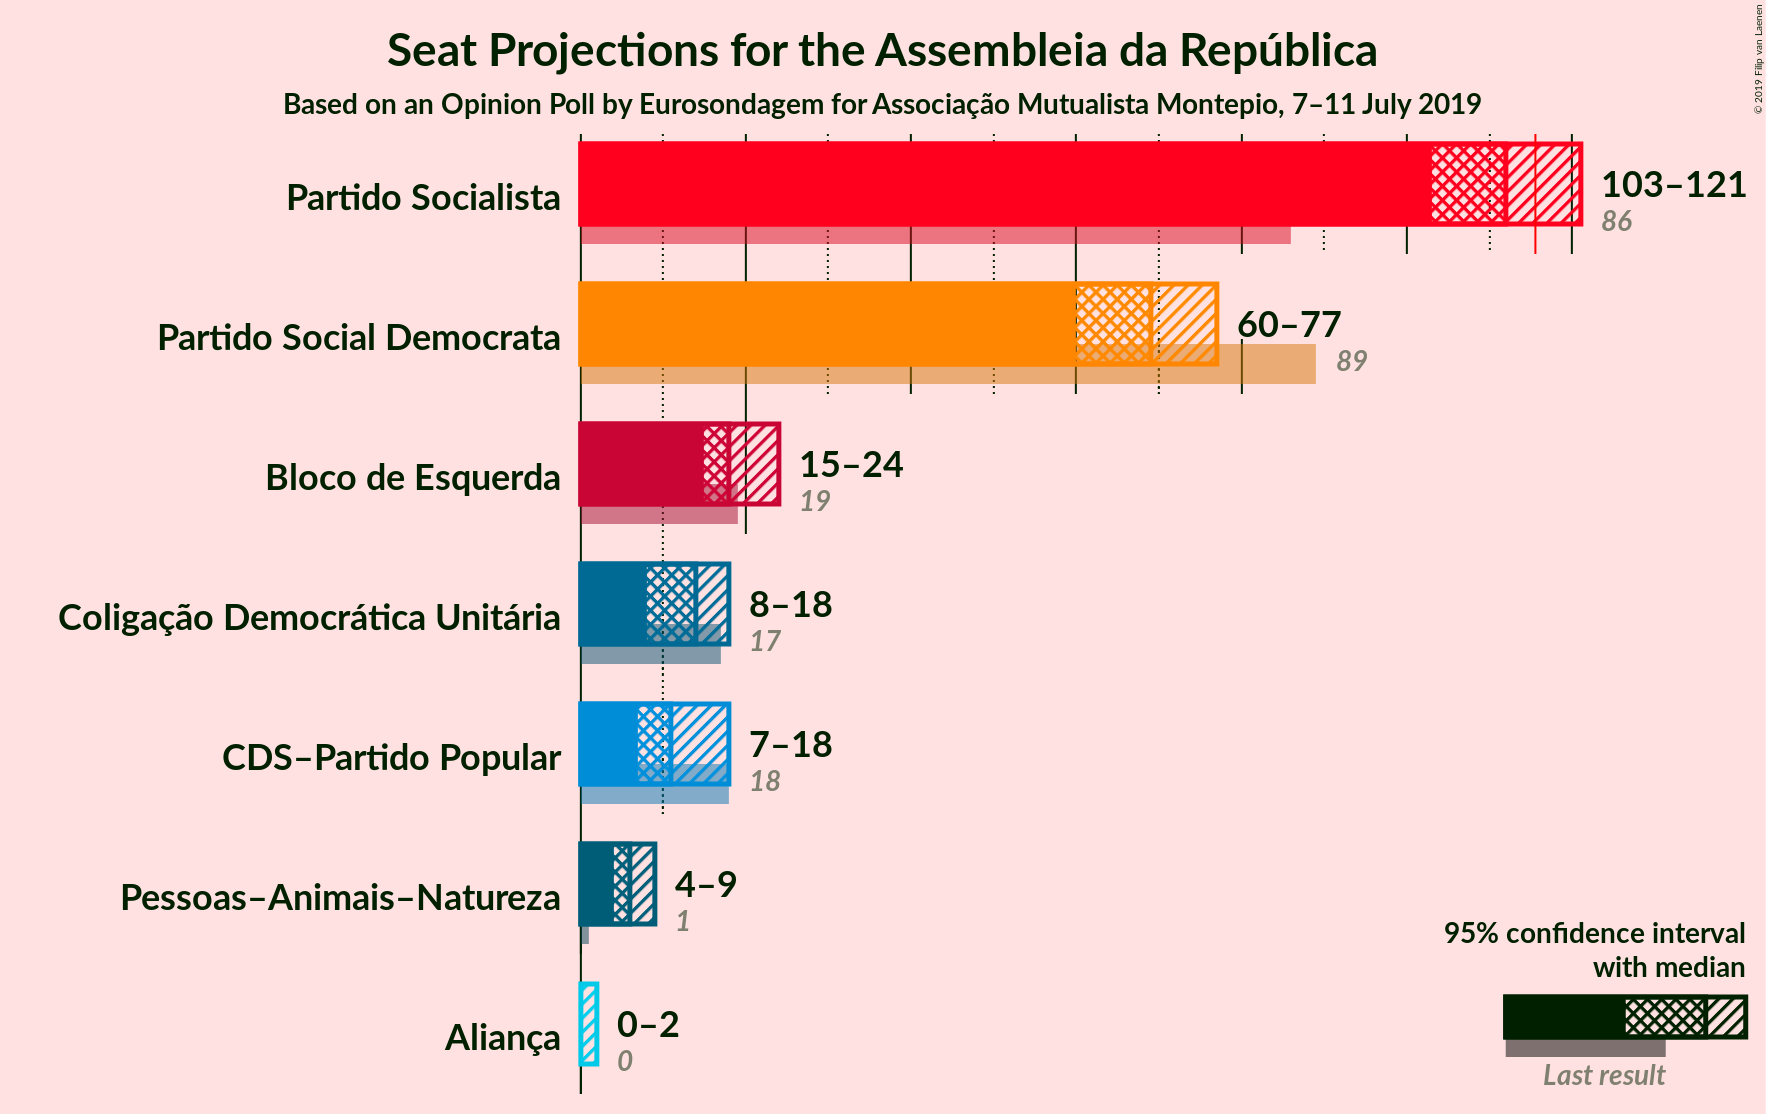 Seat Projections for the Assembleia da República
Based on an Opinion Poll by Eurosondagem for Associação Mutualista Montepio, 7–11 July 2019
© 2019 Filip van Laenen
Partido Socialista
103–121
86
Partido Social Democrata
60–77
89
Bloco de Esquerda
15–24
19
Coligação Democrática Unitária
8–18
17
CDS–Partido Popular
7–18
18
Pessoas–Animais–Natureza
4–9
1
Aliança
0–2
0
95% confidence interval
with median
Last result